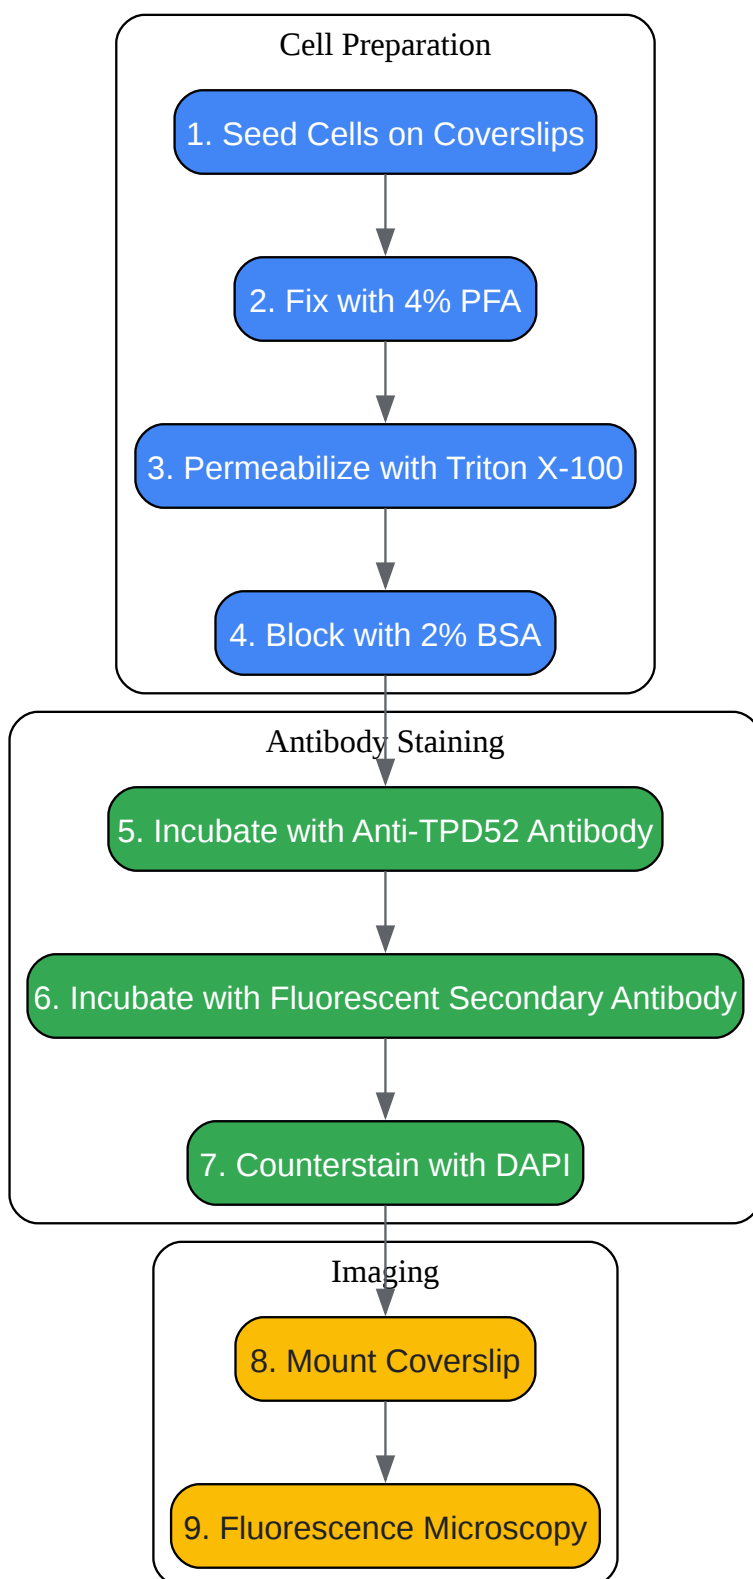 Cell Preparation
1. Seed Cells on Coverslips
2. Fix with 4% PFA
3. Permeabilize with Triton X-100
4. Block with 2% BSA
Antibody Staining
5. Incubate with Anti-TPD52 Antibody
6. Incubate with Fluorescent Secondary Antibody
7. Counterstain with DAPI
Imaging
8. Mount Coverslip
9. Fluorescence Microscopy